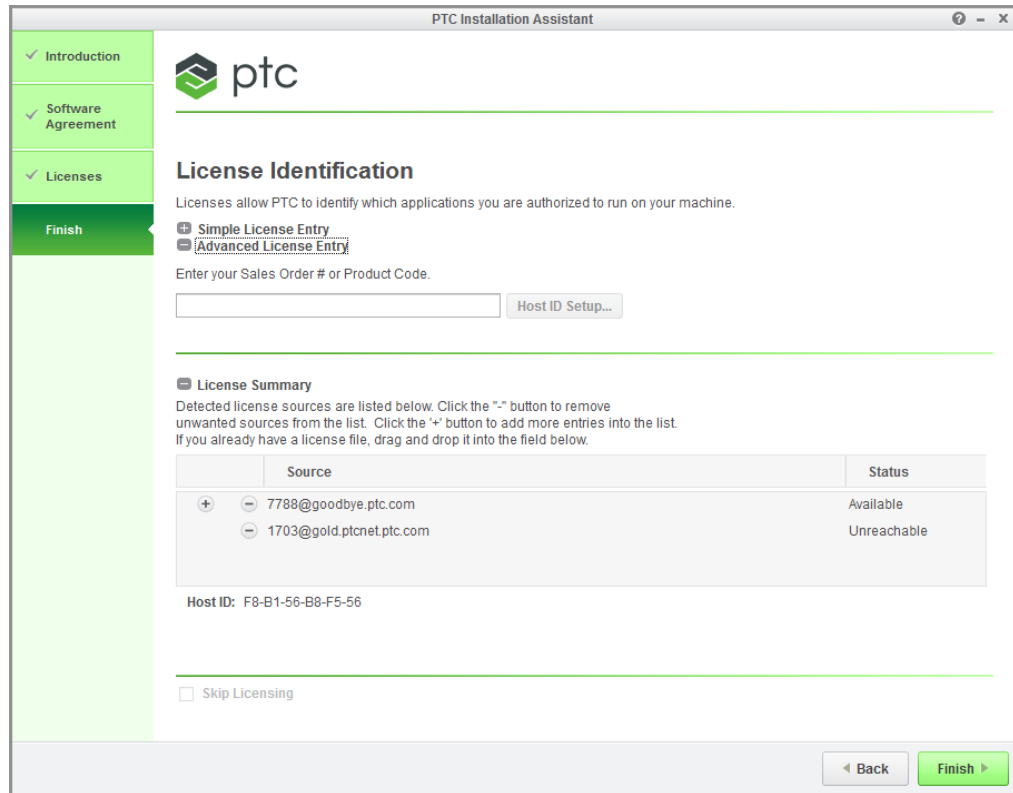 PTC Installation Assistant
Introduction
Software
Agreement
Licenses
Finish
ptc
License Identification
Licenses allow PTC to identify which applications you are authorized to run on your machine.
Simple License Entry
Advanced License Entry
Enter your Sales Order # or Product Code.
Host ID Setup...
License Summary
Detected license sources are listed below. Click the "-" button to remove
unwanted sources from the list. Click the '+' button to add more entries into the list.
If you already have a license file, drag and drop it into the field below.
Source Status
7788@goodbye.ptc.com Available
1703@gold.ptcnet.ptc.com Unreachable
Host ID: F8-B1-56-B8-F5-56
Skip Licensing
Back Finish